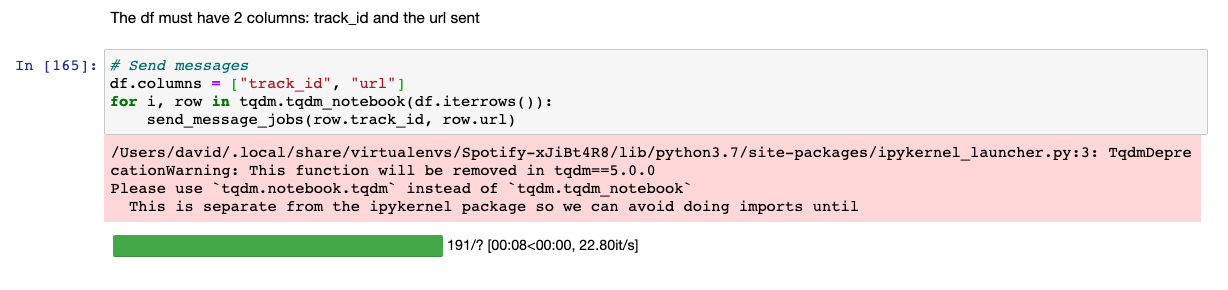 The df must have 2 columns: track_id and the url sent
In [165]: # Send messages
df.columns = ["track_id", "url"]
for i, row in tqdm.tqdm_notebook(df.iterrows()):
    send_message_jobs(row.track_id, row.url)
/Users/david/.local/share/virtualenvs/Spotify-xJiBt4R8/lib/python3.7/site-packages/ipykernel_launcher.py:3: TqdmDepre
cationWarning: This function will be removed in tqdm==5.0.0
Please use `tqdm.notebook.tqdm` instead of `tqdm.tqdm_notebook`
  This is separate from the ipykernel package so we can avoid doing imports until
191/? [00:08<00:00, 22.80it/s]